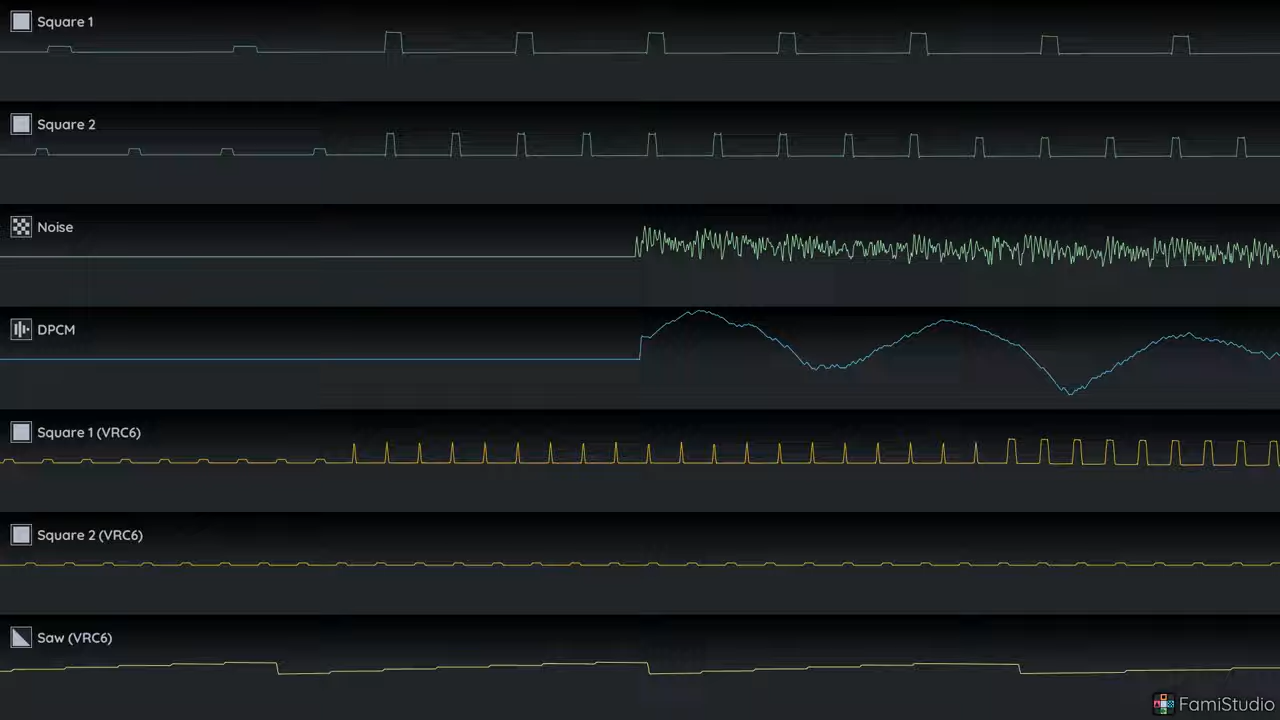 Square 1
Square 2
Noise
DPCM
Square 1 (VRC6)
Square 2 (VRC6)
Saw (VRC6)
FamiStudio